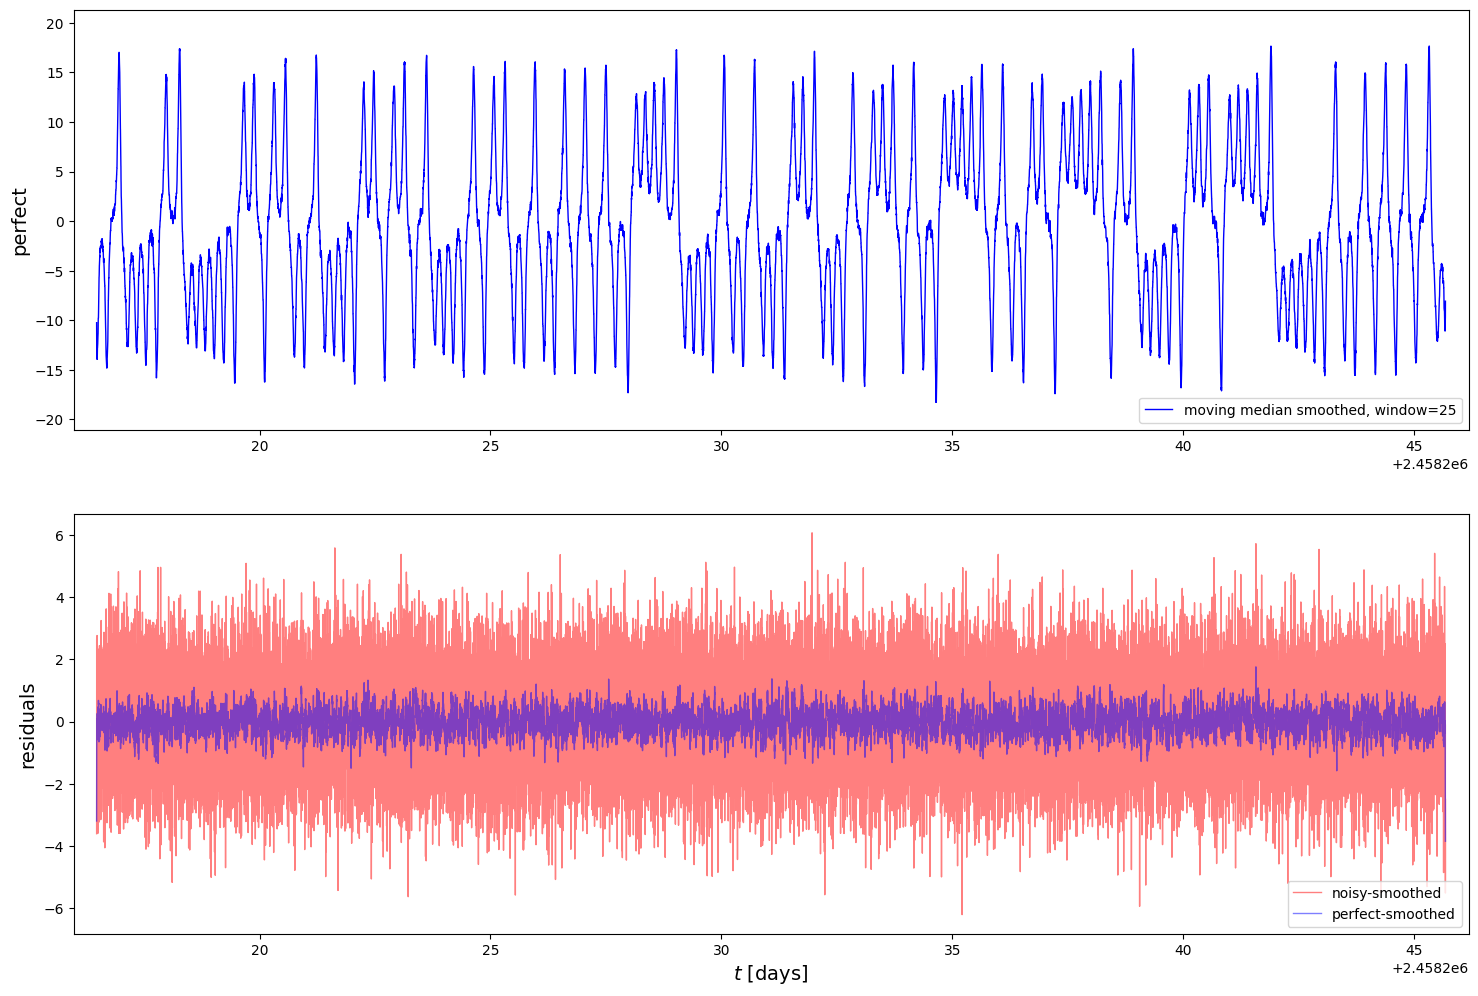 20
15
10
5
0
−5
−10
−15
−20
perfect
moving median smoothed, window=25
20 25 30 35 40 45
+2.4582e6
6
4
2
0
−2
−4
−6
residuals
noisy-smoothed
perfect-smoothed
20 25 30 35 40 45
t [days]
+2.4582e6